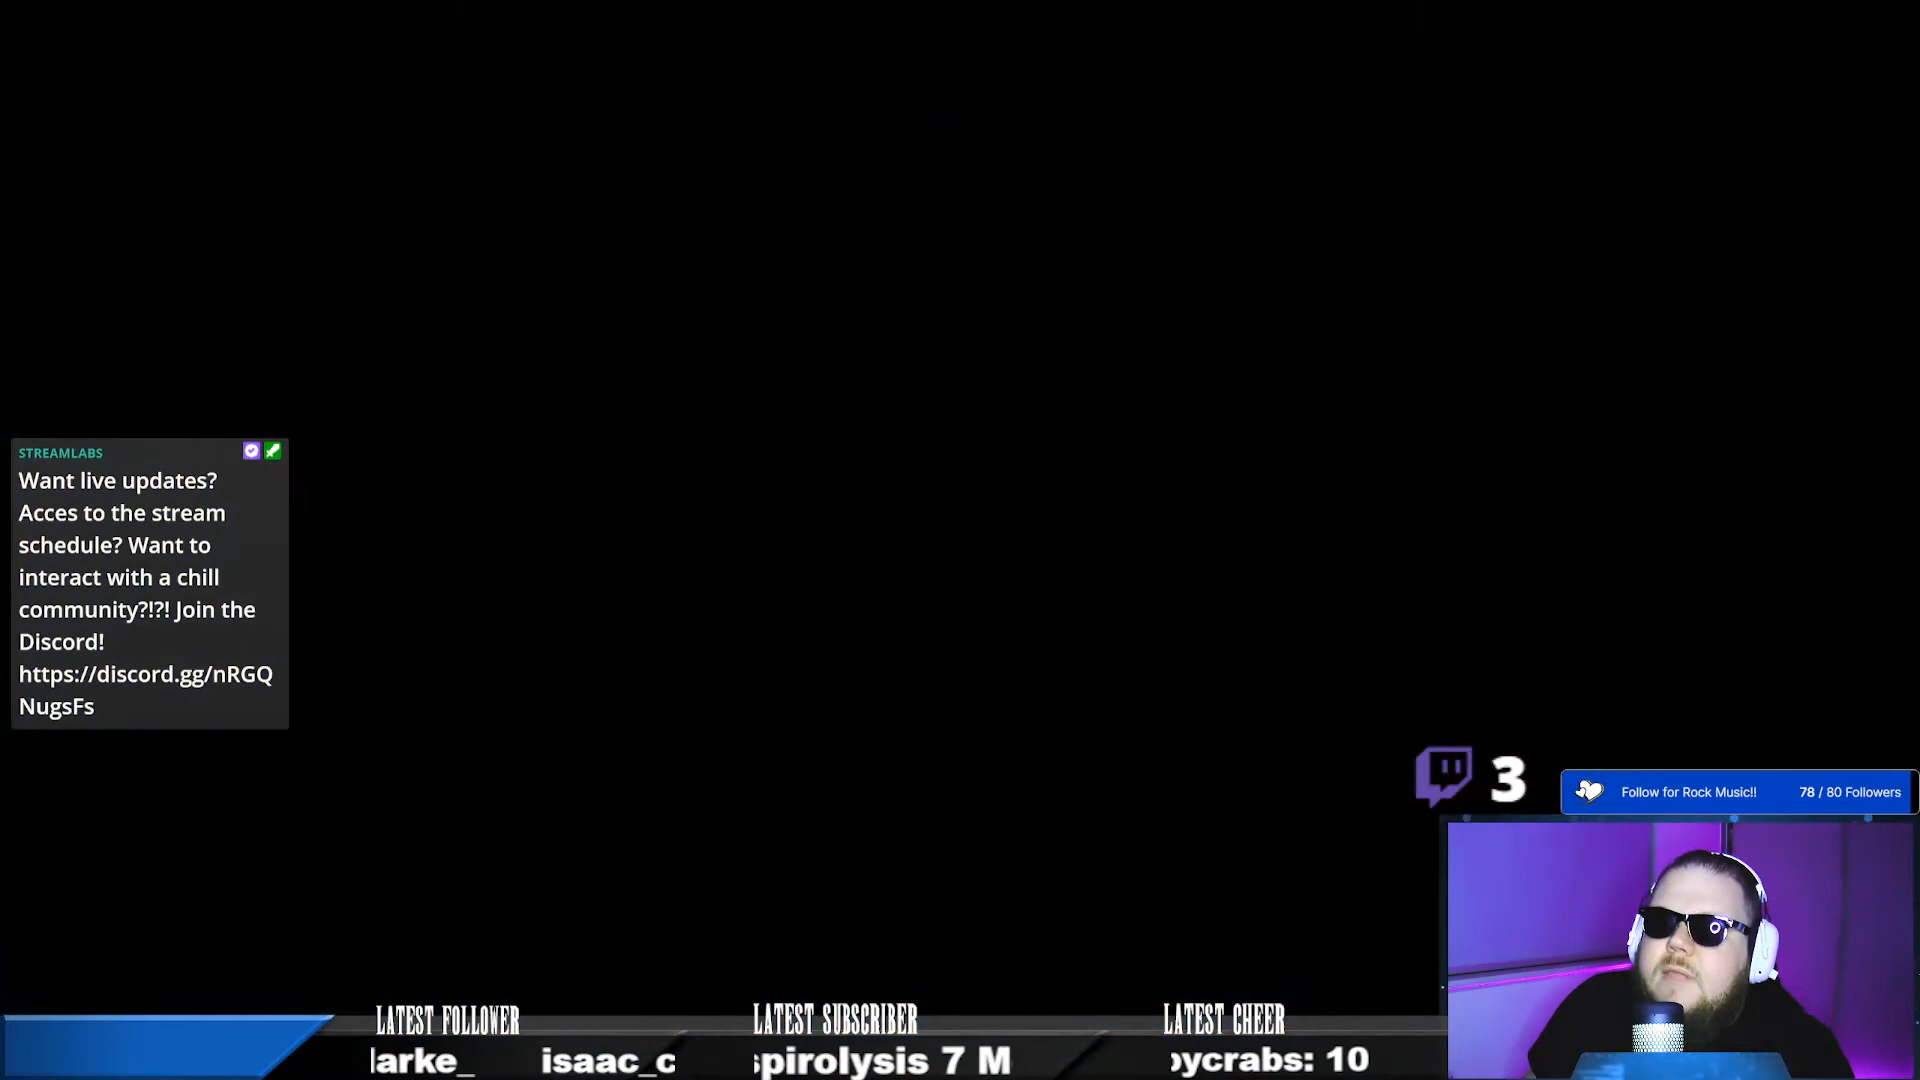 STREAMLABS
Want live updates?
Acces to the stream
schedule? Want to
interact with a chill
community?!?! Join the
Discord!
https://discord.gg/nRGQ
NugsFs
3
Follow for Rock Music!! 78 / 80 Followers
LATEST FOLLOWER LATEST SUBSCRIBER LATEST CHEER
larke_ isaac_c spirolysis 7 M pycrabs: 10